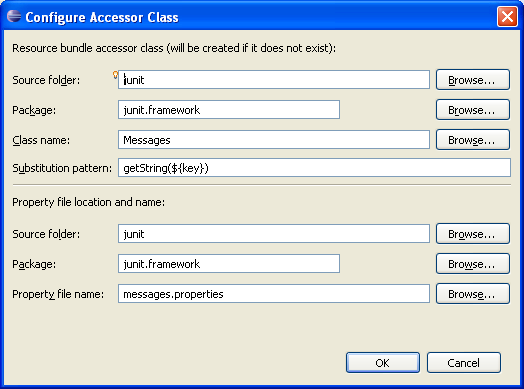 Configure Accessor Class
Resource bundle accessor class (will be created if it does not exist):
Source folder: junit Browse...
Package: junit.framework Browse...
Class name: Messages Browse...
Substitution pattern: getString(${key})
Property file location and name:
Source folder: junit Browse...
Package: junit.framework Browse...
Property file name: messages.properties Browse...
OK Cancel